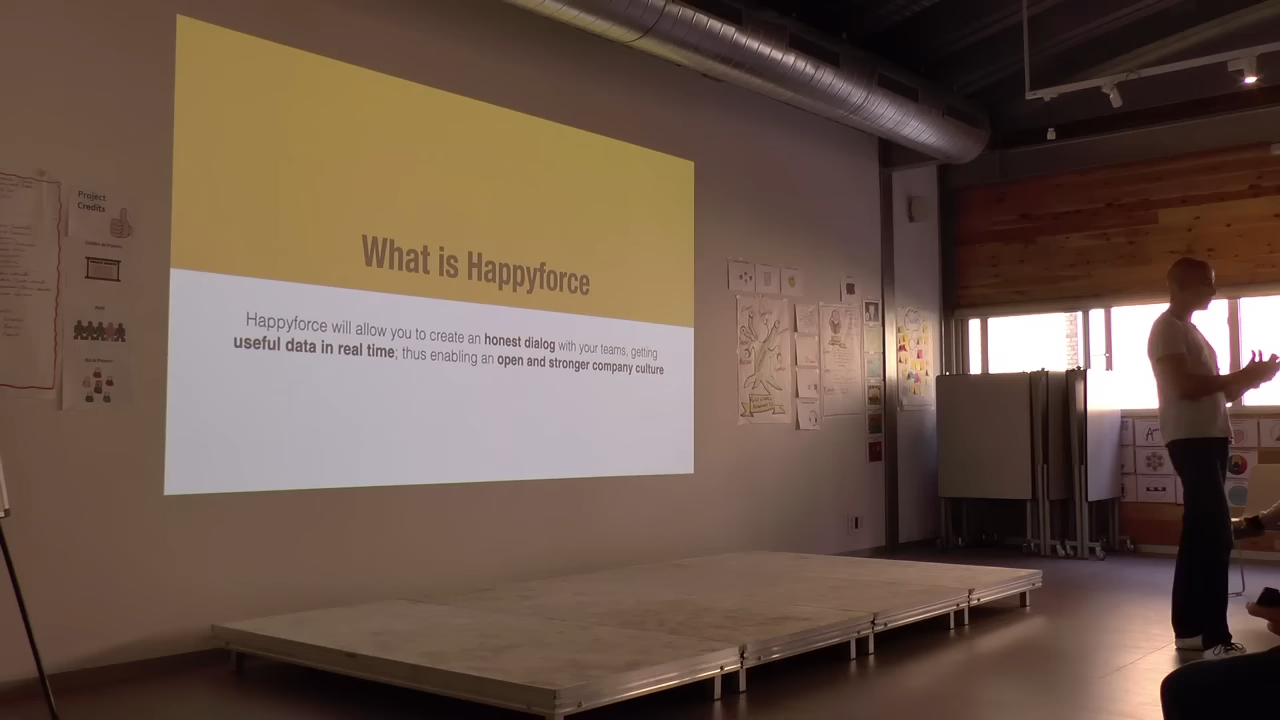 What is Happyforce
Happyforce will allow you to create an honest dialog with your teams, getting
useful data in real time; thus enabling an open and stronger company culture
Project
Credits